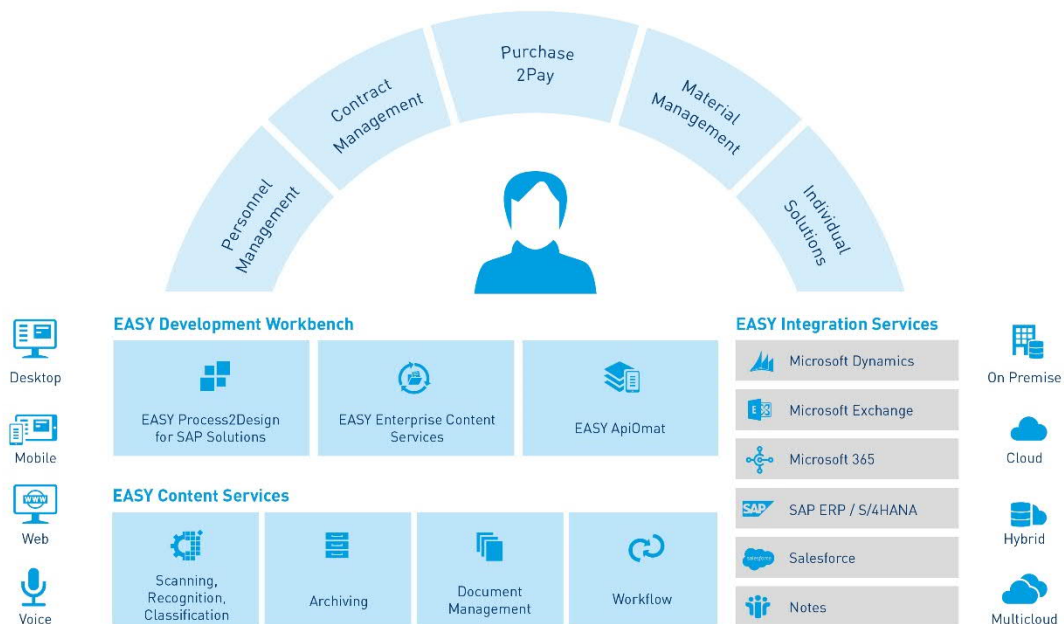 Purchase
2Pay
Contract
Management
Material
Management
Personnel
Management
Individual
Solutions
Desktop
Mobile
Web
WWW
Voice
EASY Development Workbench
EASY Process2Design
for SAP Solutions
EASY Enterprise Content
Services
EASY ApiOmat
EASY Content Services
Scanning,
Recognition,
Classification
Archiving
Document
Management
Workflow
EASY Integration Services
Microsoft Dynamics
E
Microsoft Exchange
Microsoft 365
SAP
SAP ERP / S/4HANA
salesforce
Salesforce
Notes
On Premise
Cloud
Hybrid
Multicloud